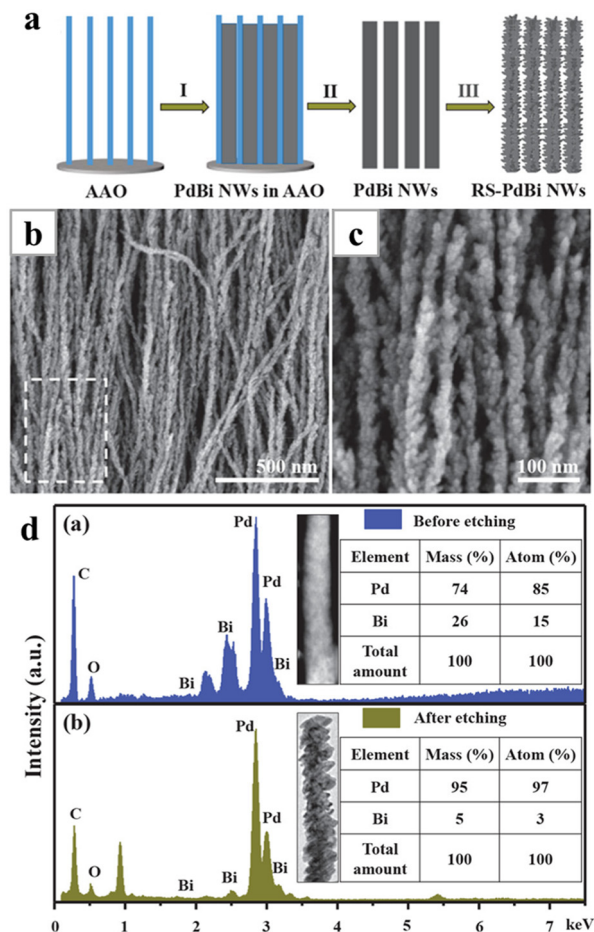 a
I II III
AAO PdBi NWs in AAO PdBi NWs RS-PdBi NWs
b
500 nm
c
100 nm
d
Intensity (a.u.)
(a)
Before etching
C
O
Bi
Bi
Pd
Pd
Bi
Element Mass (%) Atom (%)
Pd 74 85
Bi 26 15
Total amount 100 100
(b)
After etching
C
O
Bi
Bi
Pd
Pd
Bi
Element Mass (%) Atom (%)
Pd 95 97
Bi 5 3
Total amount 100 100
0 1 2 3 4 5 6 7 keV